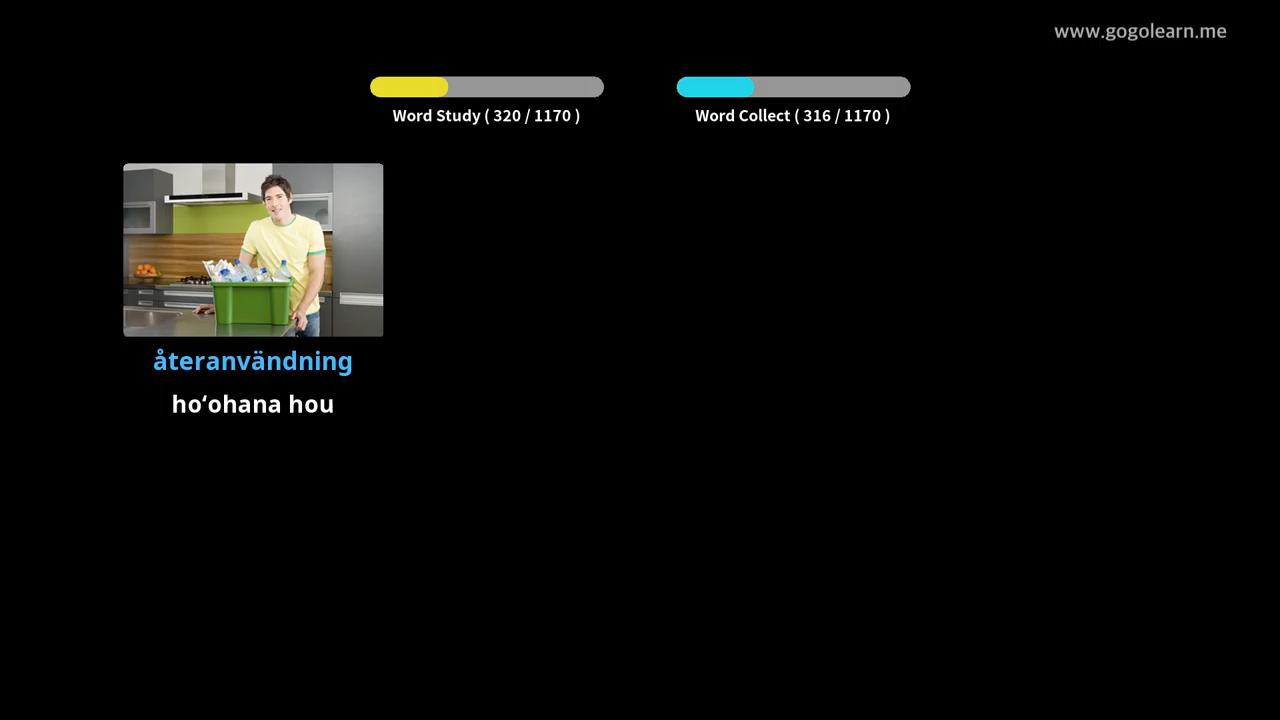 www.gogolearn.me
Word Study ( 320 / 1170 )
Word Collect ( 316 / 1170 )
återanvändning
hoʻohana hou